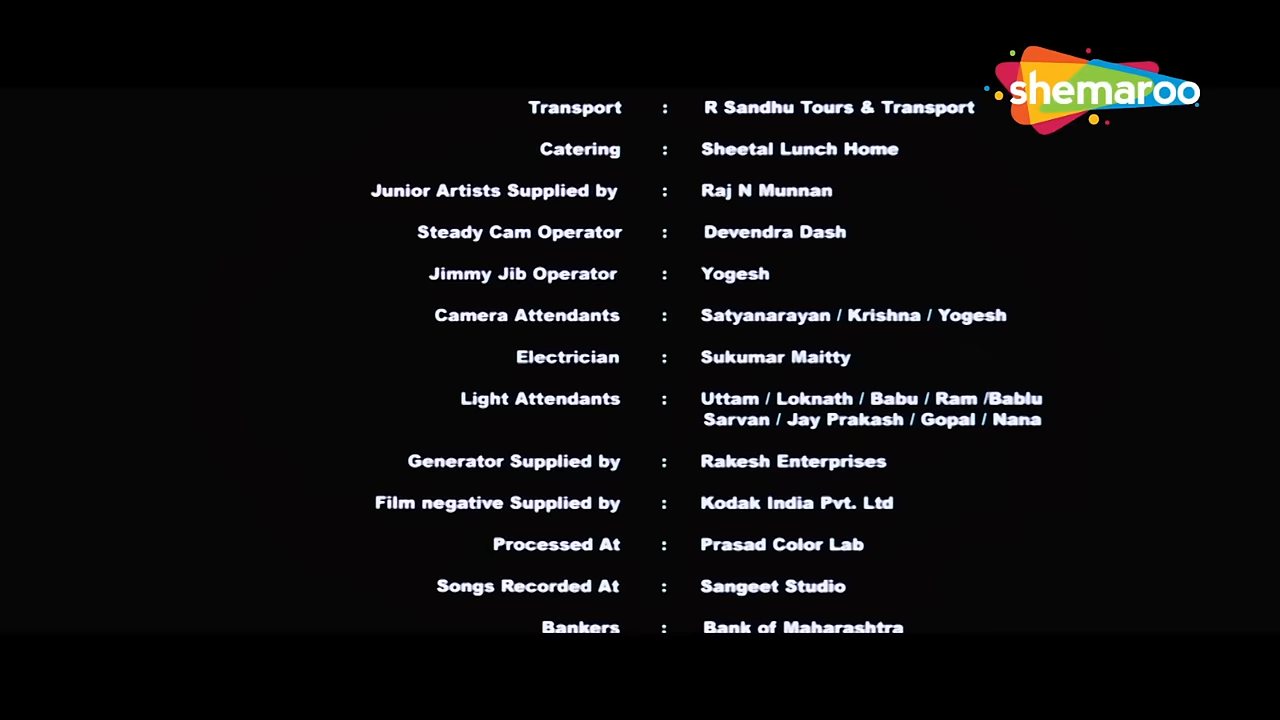 shemaroo
Transport : R Sandhu Tours & Transport
Catering : Sheetal Lunch Home
Junior Artists Supplied by : Raj N Munnan
Steady Cam Operator : Devendra Dash
Jimmy Jib Operator : Yogesh
Camera Attendants : Satyanarayan / Krishna / Yogesh
Electrician : Sukumar Maitty
Light Attendants : Uttam / Loknath / Babu / Ram /Bablu
Sarvan / Jay Prakash / Gopal / Nana
Generator Supplied by : Rakesh Enterprises
Film negative Supplied by : Kodak India Pvt. Ltd
Processed At : Prasad Color Lab
Songs Recorded At : Sangeet Studio
Bankers : Bank of Maharashtra